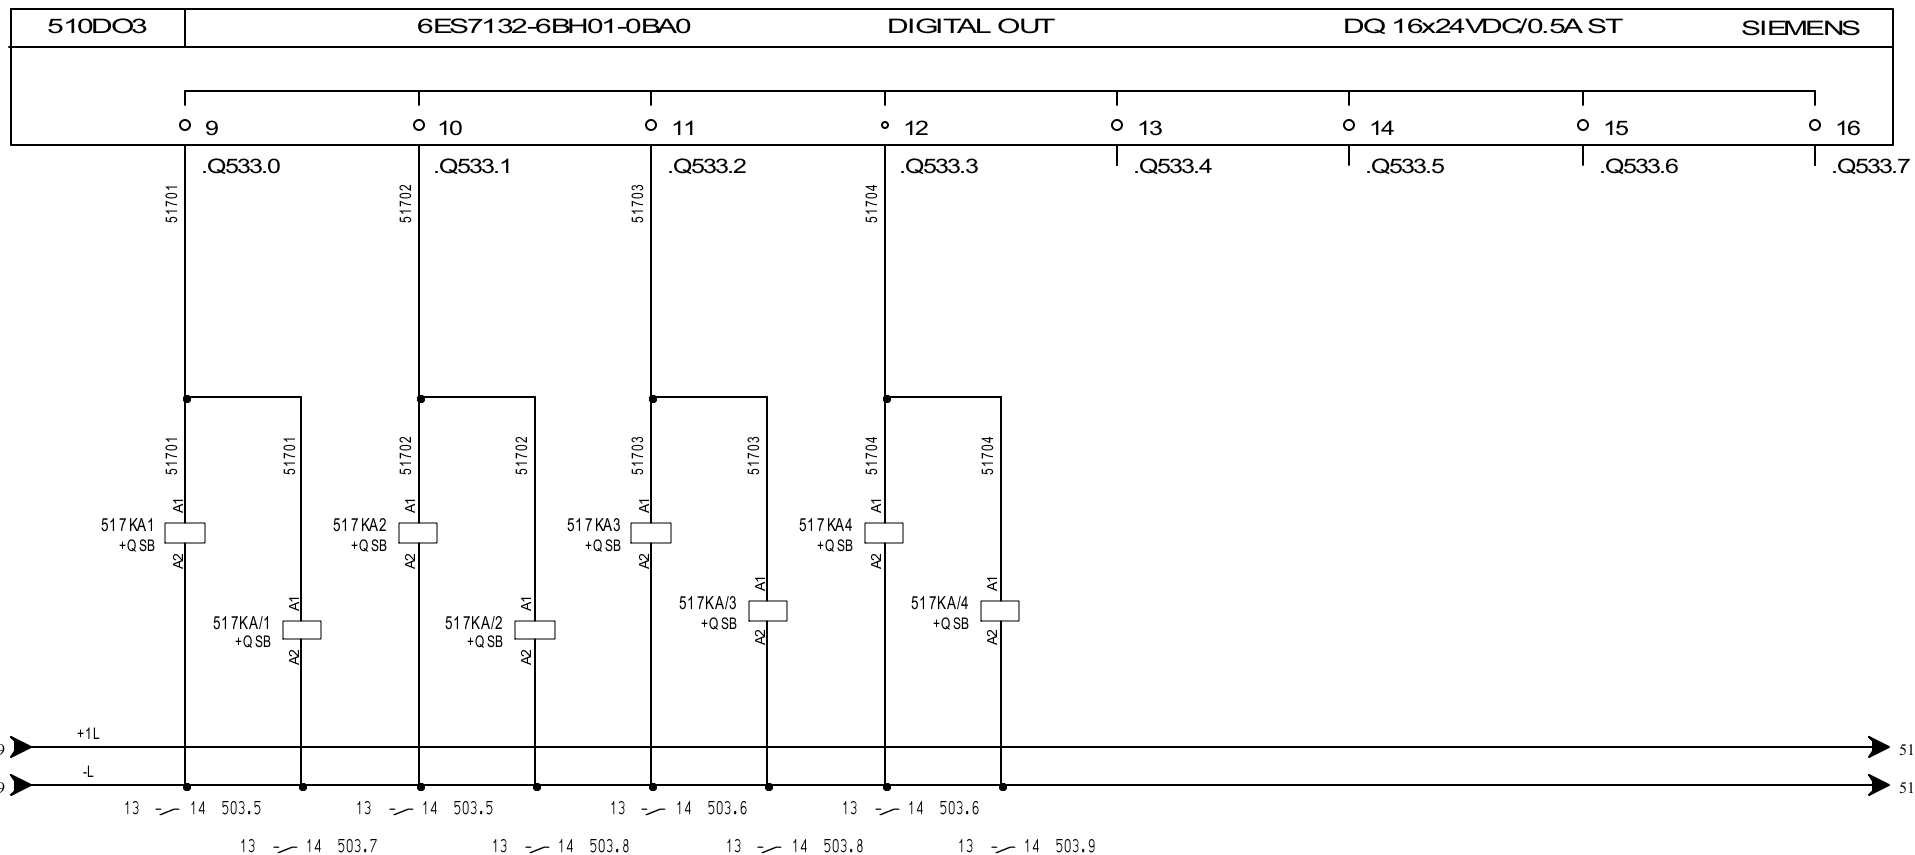 510DO3 6ES7132-6BH01-0BA0 DIGITAL OUT DQ 16x24VDC/0.5A ST SIEMENS
9 10 11 12 13 14 15 16
.Q533.0 .Q533.1 .Q533.2 .Q533.3 .Q533.4 .Q533.5 .Q533.6 .Q533.7
51701 51702 51703 51704
51701 51701 51702 51702 51703 51703 51704 51704
A1 A1 A1 A1
517KA1 517KA2 517KA3 517KA4
+QSB +QSB +QSB +QSB
A2 A2 A2 A2
A1 A1 A1 A1
517KA/1 517KA/2 517KA/3 517KA/4
+QSB +QSB +QSB +QSB
A2 A2 A2 A2
+1L
9 51
-L
9 51
13 14 503.5 13 14 503.5 13 14 503.6 13 14 503.6
13 14 503.7 13 14 503.8 13 14 503.8 13 14 503.9